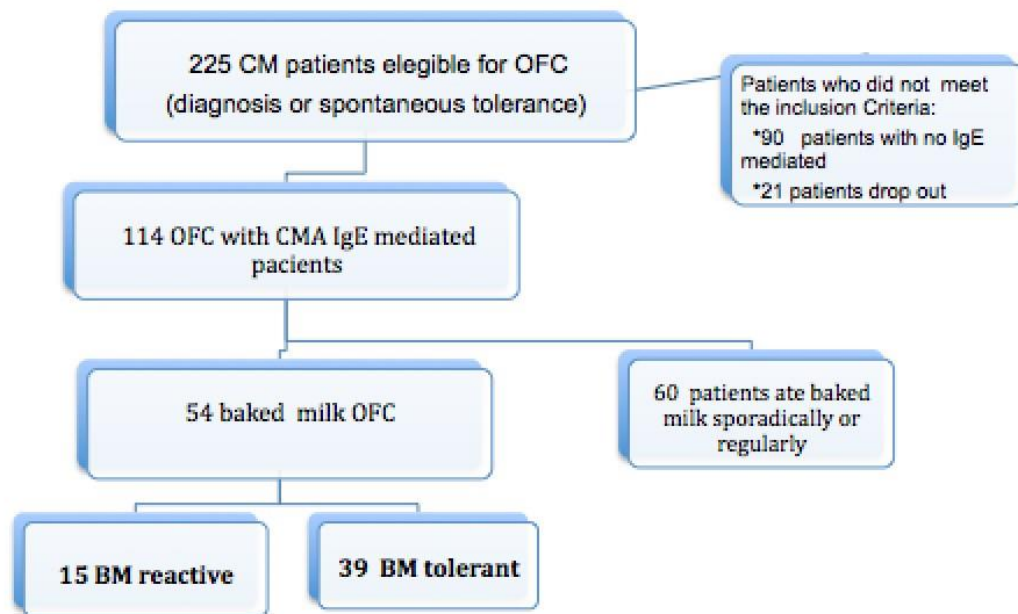 225 CM patients elegible for OFC
(diagnosis or spontaneous tolerance)
Patients who did not meet
the inclusion Criteria:
*90 patients with no IgE
mediated
*21 patients drop out
114 OFC with CMA IgE mediated
pacients
54 baked milk OFC
60 patients ate baked
milk sporadically or
regularly
15 BM reactive
39 BM tolerant